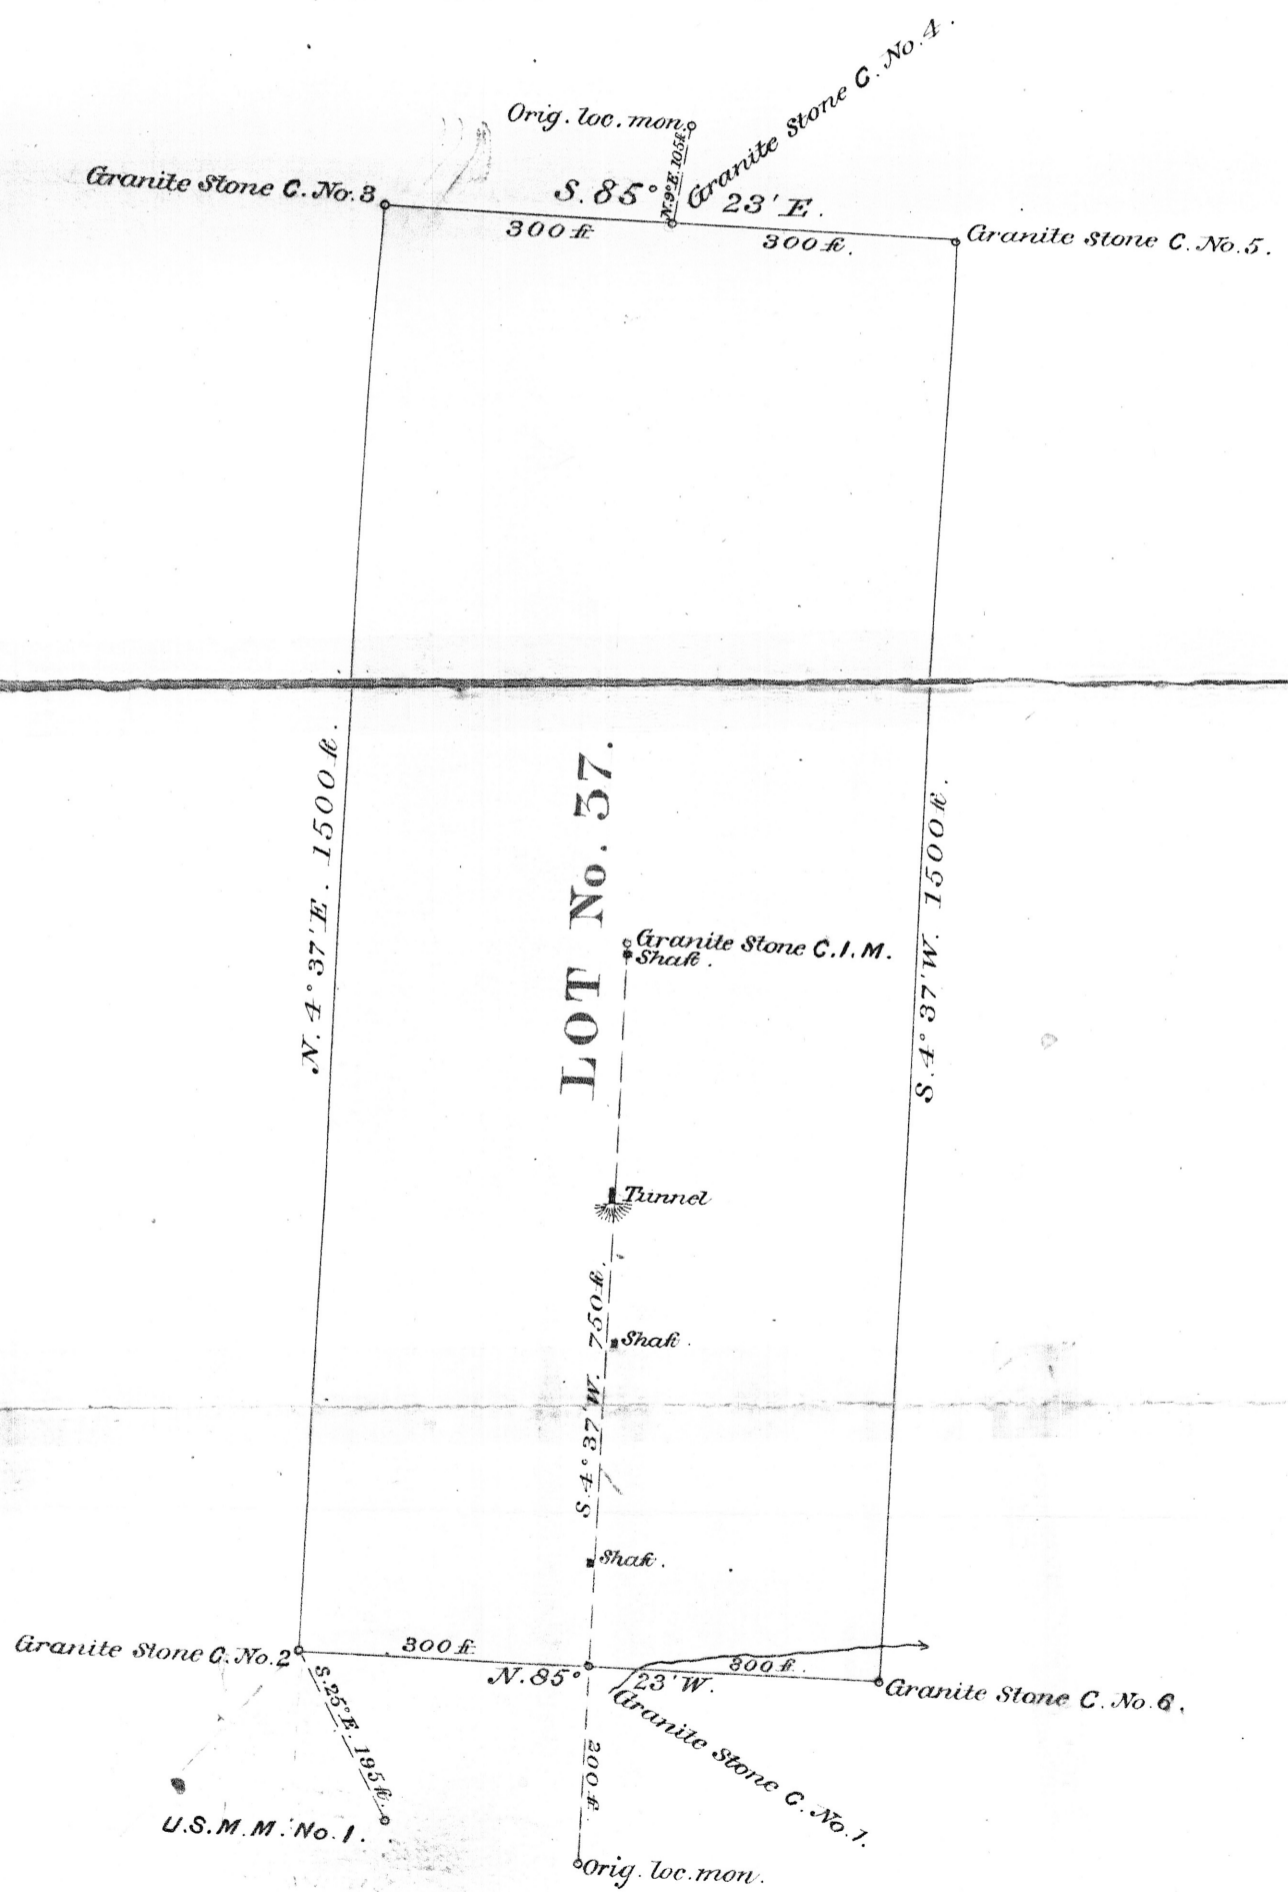 Granite Stone C. No. 4.
Orig. loc. mon.
N. 9° E. 105 ft.
Granite Stone C. No. 3
S. 85° 23' E.
300 ft
300 ft.
Granite Stone C. No. 5.
N. 4° 37' E. 1500 ft.
LOT No. 37.
S. 4° 37' W. 1500 ft.
Granite Stone C.I.M.
Shaft.
Tunnel
S. 4° 37' W. 750 ft.
Shaft.
Shaft.
Granite Stone C. No. 2
300 ft
N. 85° 23' W.
300 ft.
Granite Stone C. No. 6.
Granite Stone C. No. 1.
S. 25° E. 195 ft.
U.S.M.M. No. 1.
200 ft.
Orig. loc. mon.